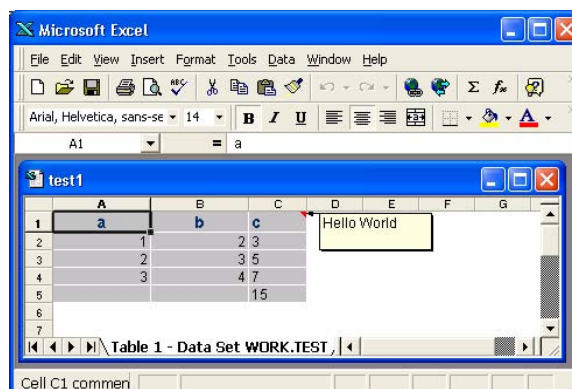 Microsoft Excel
File Edit View Insert Format Tools Data Window Help
ABC Σ fx
Arial, Helvetica, sans-se 14 B I U A
A1 = a
test1
A B C D E F G
1 a b c Hello World
2 1 2 3
3 2 3 5
4 3 4 7
5 15
6
7
Table 1 - Data Set WORK.TEST
Cell C1 commen